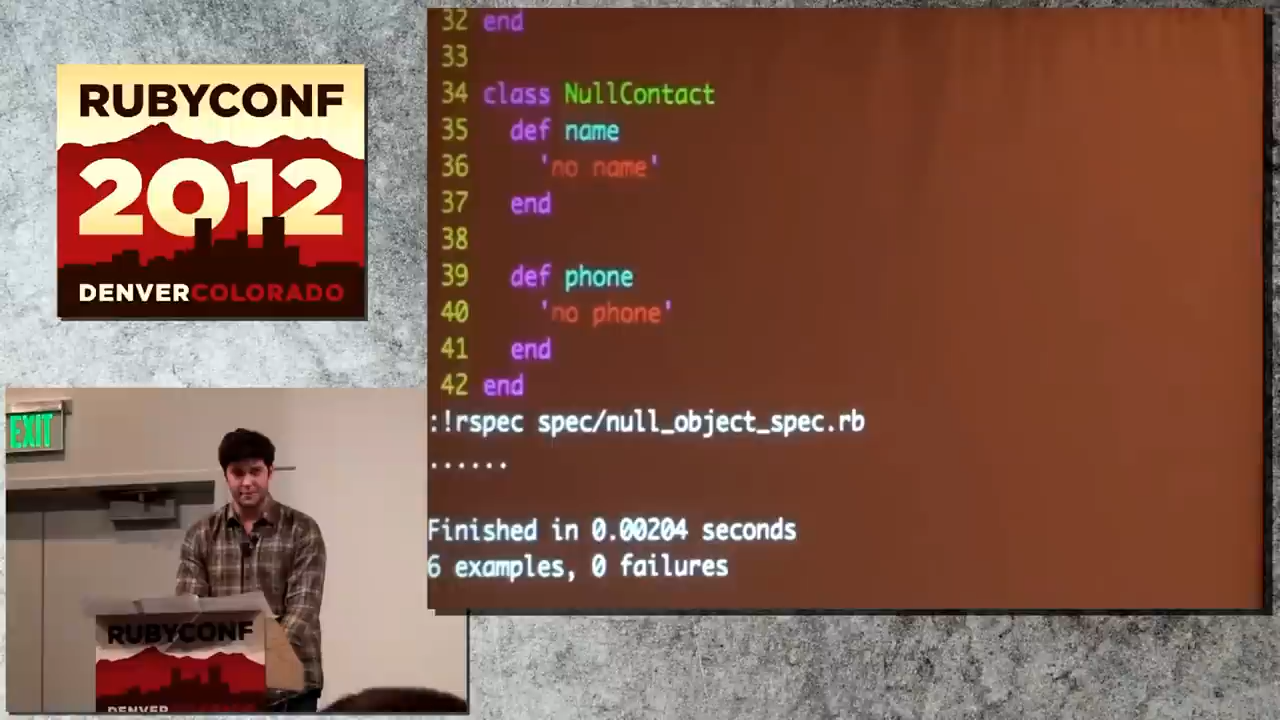 RUBYCONF
2012
DENVERCOLORADO
EXIT
RUBYCONF
DENVER
32 end
33
34 class NullContact
35   def name
36     'no name'
37   end
38
39   def phone
40     'no phone'
41   end
42 end
:!rspec spec/null_object_spec.rb
......
Finished in 0.00204 seconds
6 examples, 0 failures